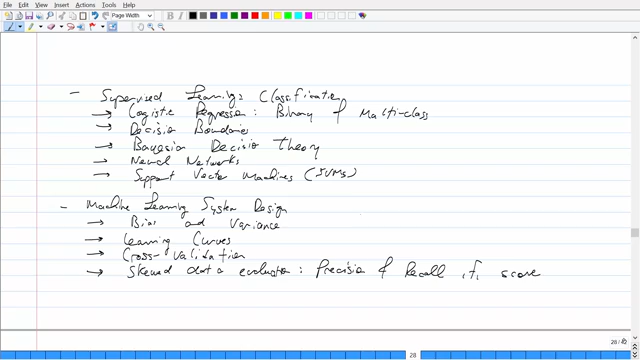 File Edit View Insert Actions Tools Help
Page Width
- Supervised Learning: Classification
→ Logistic Regression: Binary & Multi-class
→ Decision Boundaries
→ Bayesian Decision Theory
→ Neural Networks
→ Support Vector Machines (SVMs)
- Machine Learning System Design
→ Bias and Variance
→ Learning Curves
→ Cross-Validation
→ Skewed data evaluation: Precision & Recall, f1 score
28 / 42
28